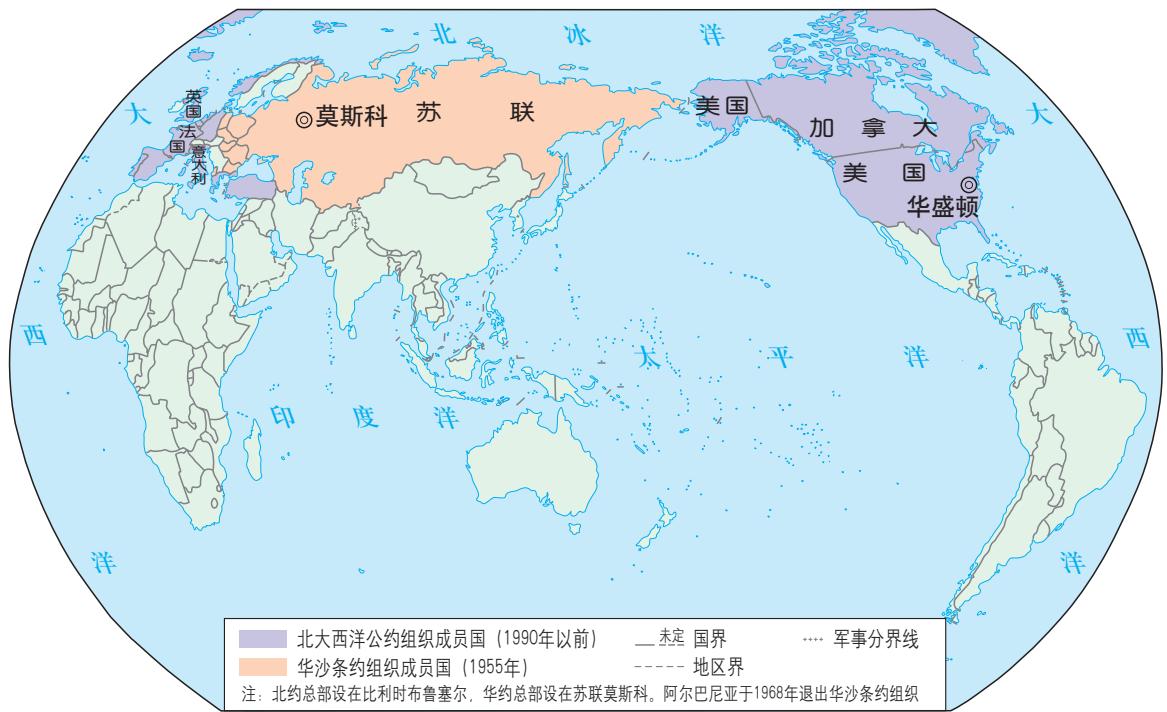 北 冰 洋
大
英国
法国
意大利
莫斯科
苏 联
美国
加 拿 大
美 国
华盛顿
大
西
太 平 洋
西
印 度 洋
洋
洋
北大西洋公约组织成员国（1990年以前）
未定 国界
军事分界线
华沙条约组织成员国（1955年）
地区界
注：北约总部设在比利时布鲁塞尔，华约总部设在苏联莫斯科。阿尔巴尼亚于1968年退出华沙条约组织